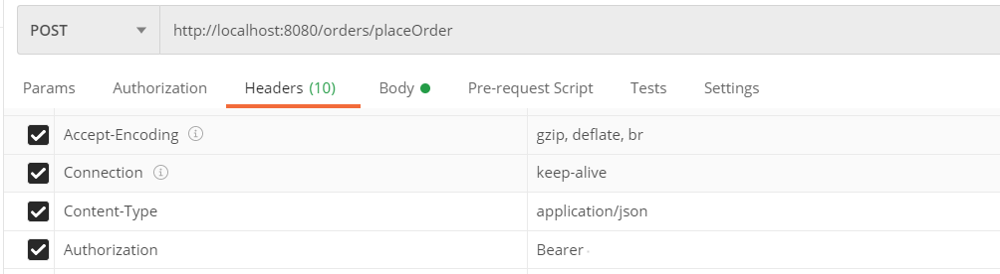 POST http://localhost:8080/orders/placeOrder
Params Authorization Headers (10) Body Pre-request Script Tests Settings
Accept-Encoding gzip, deflate, br
Connection keep-alive
Content-Type application/json
Authorization Bearer